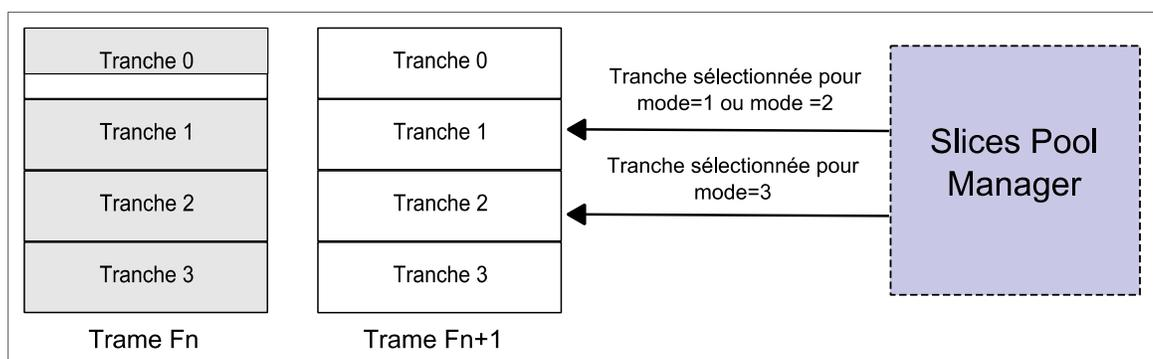 Tranche 0
Tranche 1
Tranche 2
Tranche 3
Trame Fn
Tranche 0
Tranche 1
Tranche 2
Tranche 3
Trame Fn+1
Tranche sélectionnée pour
mode=1 ou mode =2
Tranche sélectionnée pour
mode=3
Slices Pool
Manager